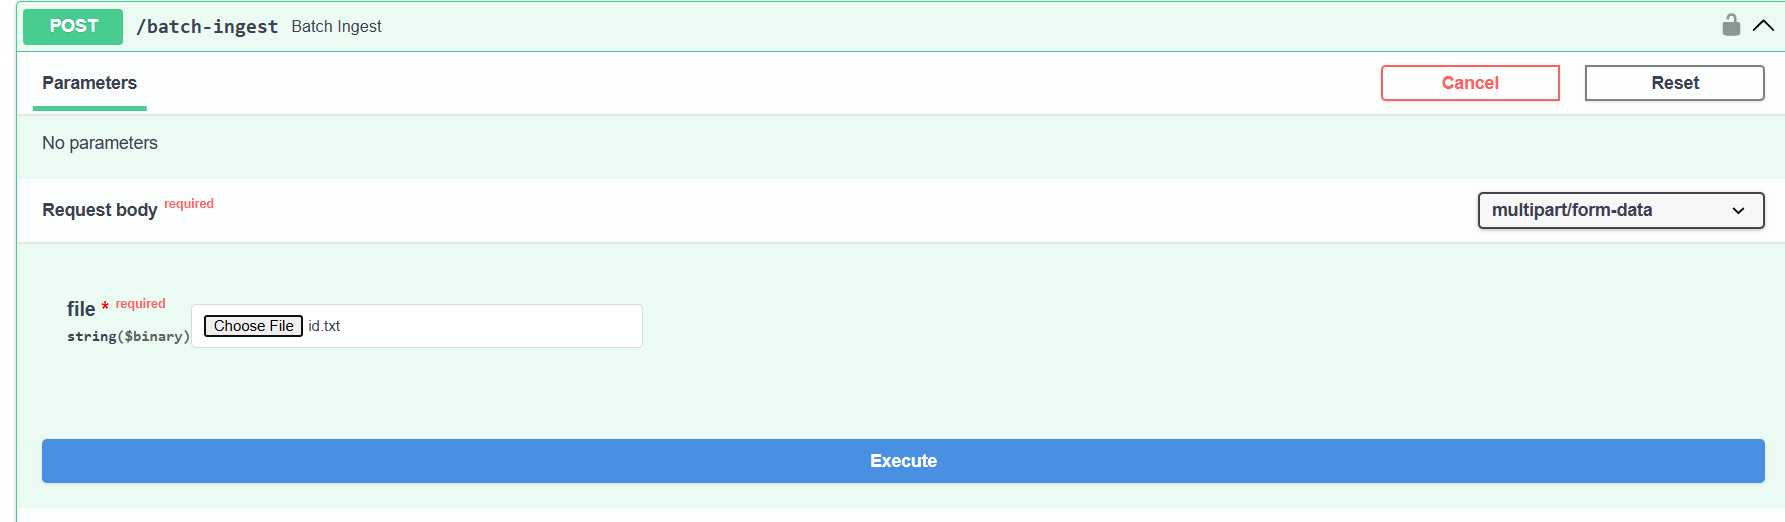 POST /batch-ingest Batch Ingest
Parameters Cancel Reset
No parameters
Request body required multipart/form-data
file * required
string($binary) Choose File id.txt
Execute